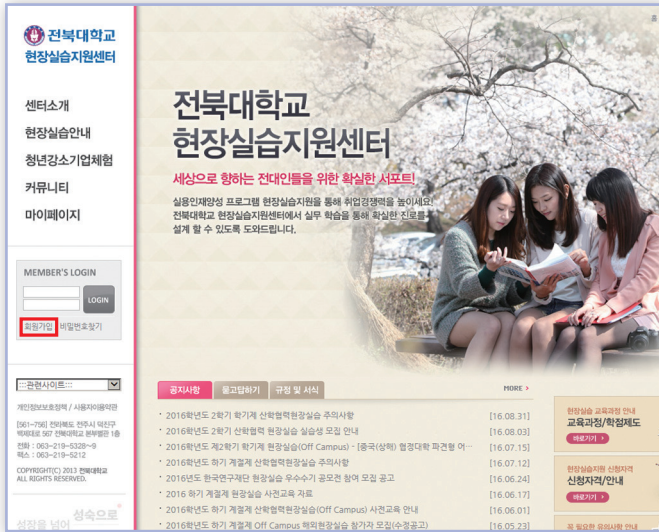 홈
전북대학교
현장실습지원센터
센터소개
현장실습안내
청년강소기업체험
커뮤니티
마이페이지
MEMBER'S LOGIN
LOGIN
회원가입 비밀번호찾기
:::관련사이트:::
개인정보보호정책 / 사용자이용약관
[561-756] 전라북도 전주시 덕진구
백제대로 567 전북대학교 본부별관 1층
전화 : 063-219-5328~9
팩스 : 063-219-5212
COPYRIGHT(C) 2013 전북대학교
ALL RIGHTS RESERVED.
성장을 넘어 성숙으로
전북대학교
현장실습지원센터
세상으로 향하는 전대인들을 위한 확실한 서포트!
실용인재양성 프로그램 현장실습지원을 통해 취업경쟁력을 높이세요!
전북대학교 현장실습지원센터에서 실무 학습을 통해 확실한 진로를
설계 할 수 있도록 도와드립니다.
공지사항 묻고답하기 규정 및 서식 MORE >
2016학년도 2학기 학기제 산학협력현장실습 주의사항 [16.08.31]
2016학년도 2학기 산학협력 현장실습 실습생 모집 안내 [16.08.03]
2016학년도 제2학기 학기제 현장실습(Off Campus) - [중국(상해) 협정대학 파견형 어··· [16.07.15]
2016학년도 하기 계절제 산학협력현장실습 주의사항 [16.07.12]
2016년도 한국연구재단 현장실습 우수수기 공모전 참여 모집 공고 [16.06.24]
2016 하기 계절제 현장실습 사전교육 자료 [16.06.17]
2016학년도 하기 계절제 산학협력현장실습(Off Campus) 사전교육 안내 [16.06.01]
2016학년도 하기 계절제 Off Campus 해외현장실습 참가자 모집(수정공고) [16.05.23]
현장실습 교육과정 안내
교육과정/학점제도
바로가기 >
현장실습지원 신청자격
신청자격/안내
바로가기 >
꼭 필요한 유의사항 안내